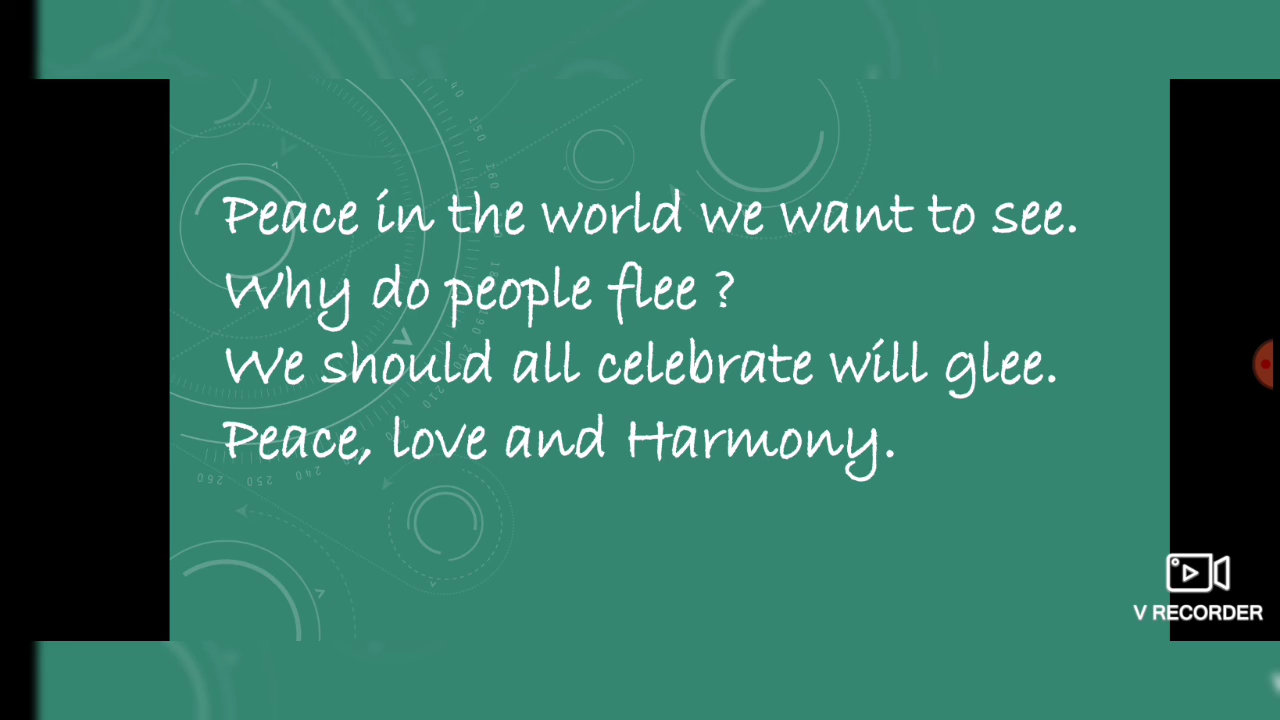 Peace in the world we want to see.
Why do people flee ?
We should all celebrate will glee.
Peace, love and Harmony.
V RECORDER